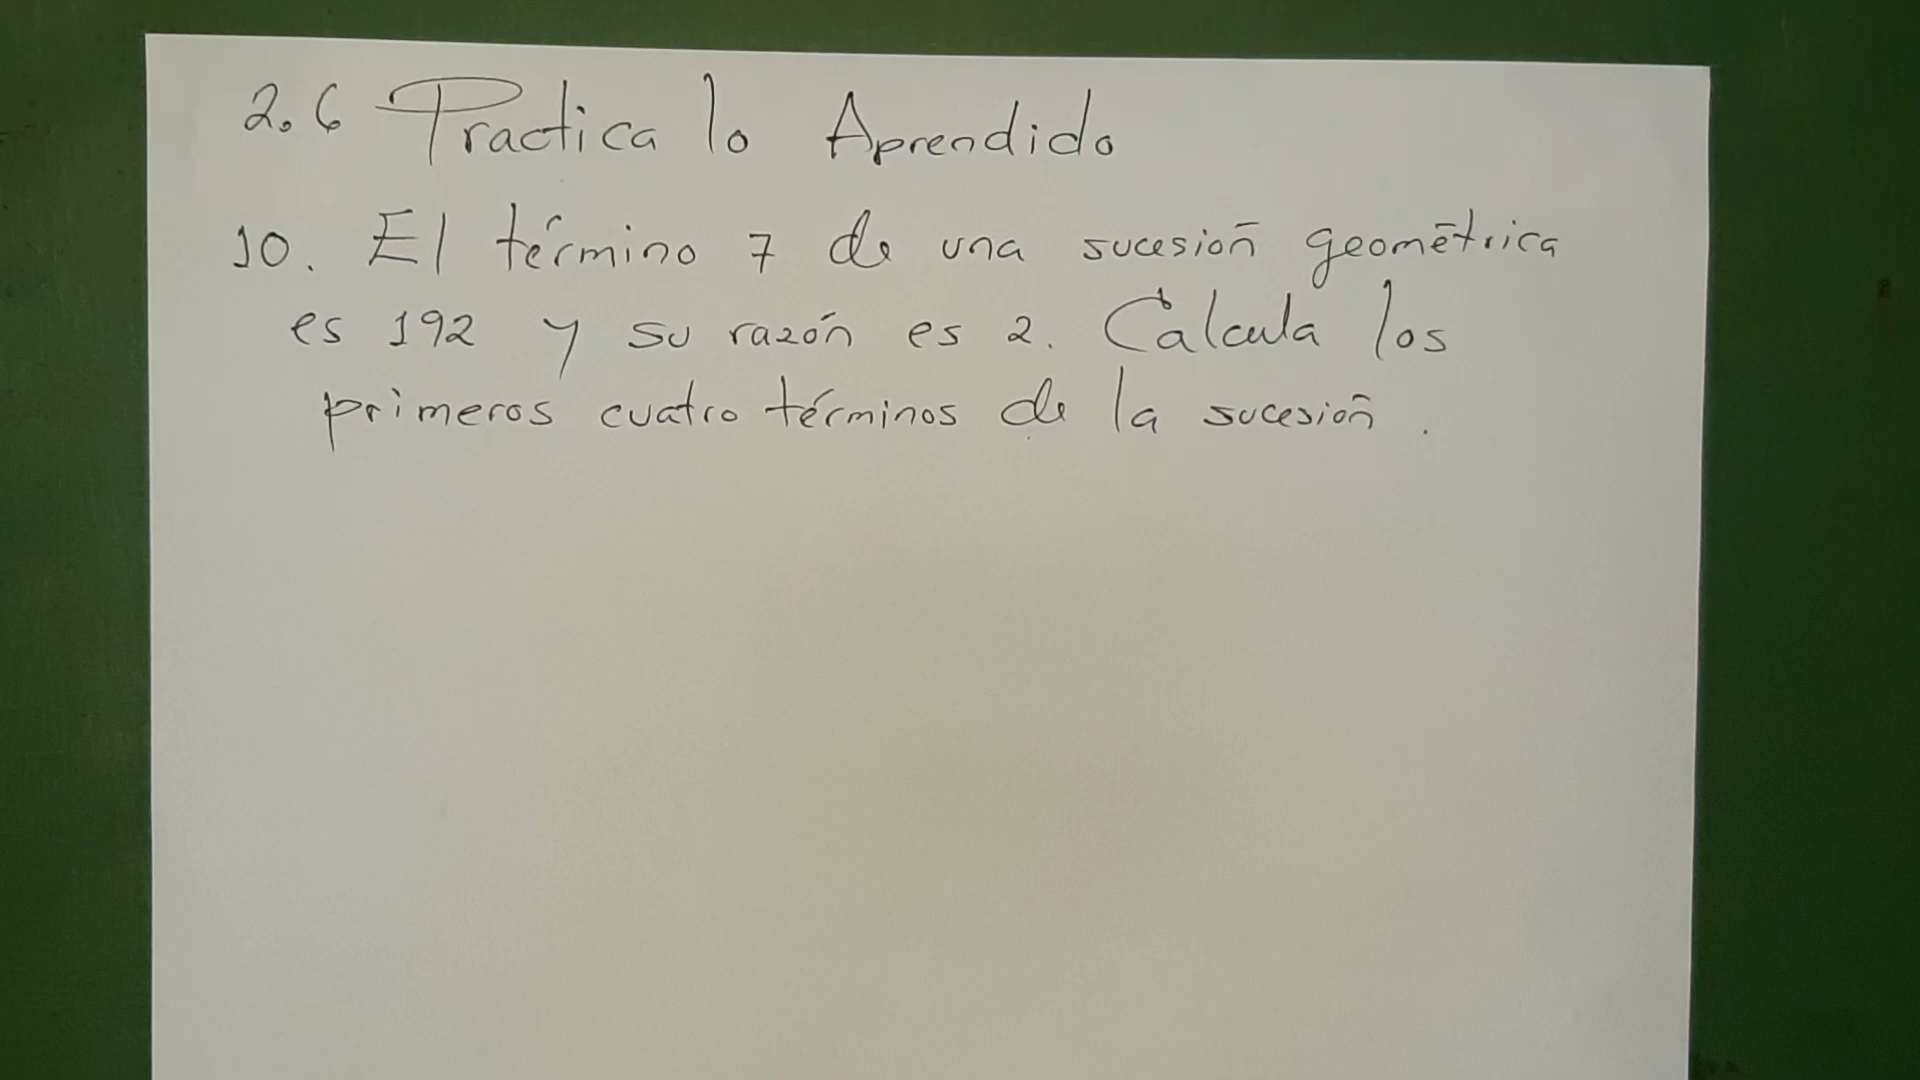 2.6 Practica lo Aprendido
10. El término 7 de una sucesión geométrica
es 192 y su razón es 2. Calcula los
primeros cuatro términos de la sucesión.